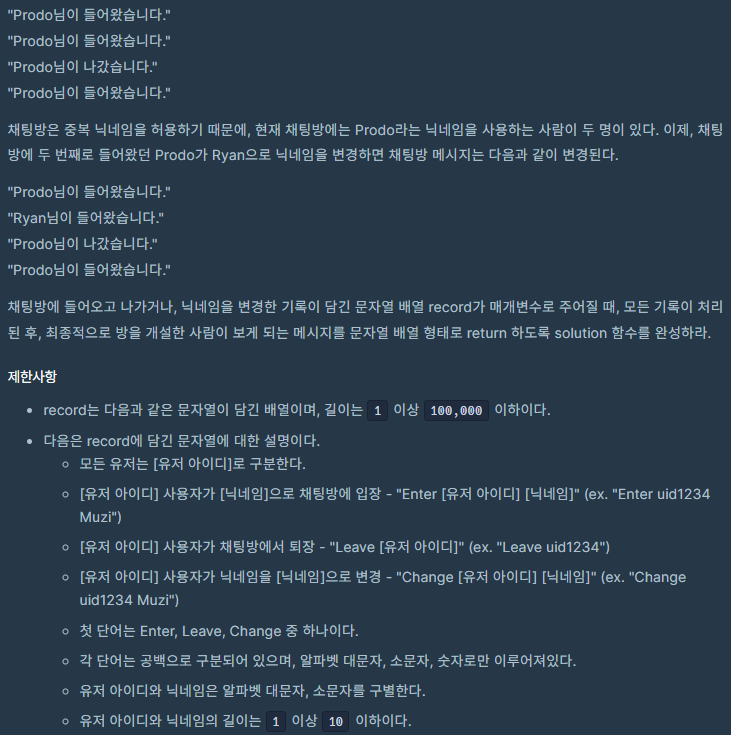 "Prodo님이 들어왔습니다."
"Prodo님이 들어왔습니다."
"Prodo님이 나갔습니다."
"Prodo님이 들어왔습니다."
채팅방은 중복 닉네임을 허용하기 때문에, 현재 채팅방에는 Prodo라는 닉네임을 사용하는 사람이 두 명이 있다. 이제, 채팅
방에 두 번째로 들어왔던 Prodo가 Ryan으로 닉네임을 변경하면 채팅방 메시지는 다음과 같이 변경된다.
"Prodo님이 들어왔습니다."
"Ryan님이 들어왔습니다."
"Prodo님이 나갔습니다."
"Prodo님이 들어왔습니다."
채팅방에 들어오고 나가거나, 닉네임을 변경한 기록이 담긴 문자열 배열 record가 매개변수로 주어질 때, 모든 기록이 처리
된 후, 최종적으로 방을 개설한 사람이 보게 되는 메시지를 문자열 배열 형태로 return 하도록 solution 함수를 완성하라.
제한사항
• record는 다음과 같은 문자열이 담긴 배열이며, 길이는 1 이상 100,000 이하이다.
• 다음은 record에 담긴 문자열에 대한 설명이다.
◦ 모든 유저는 [유저 아이디]로 구분한다.
◦ [유저 아이디] 사용자가 [닉네임]으로 채팅방에 입장 - "Enter [유저 아이디] [닉네임]" (ex. "Enter uid1234
Muzi")
◦ [유저 아이디] 사용자가 채팅방에서 퇴장 - "Leave [유저 아이디]" (ex. "Leave uid1234")
◦ [유저 아이디] 사용자가 닉네임을 [닉네임]으로 변경 - "Change [유저 아이디] [닉네임]" (ex. "Change
uid1234 Muzi")
◦ 첫 단어는 Enter, Leave, Change 중 하나이다.
◦ 각 단어는 공백으로 구분되어 있으며, 알파벳 대문자, 소문자, 숫자로만 이루어져있다.
◦ 유저 아이디와 닉네임은 알파벳 대문자, 소문자를 구별한다.
◦ 유저 아이디와 닉네임의 길이는 1 이상 10 이하이다.